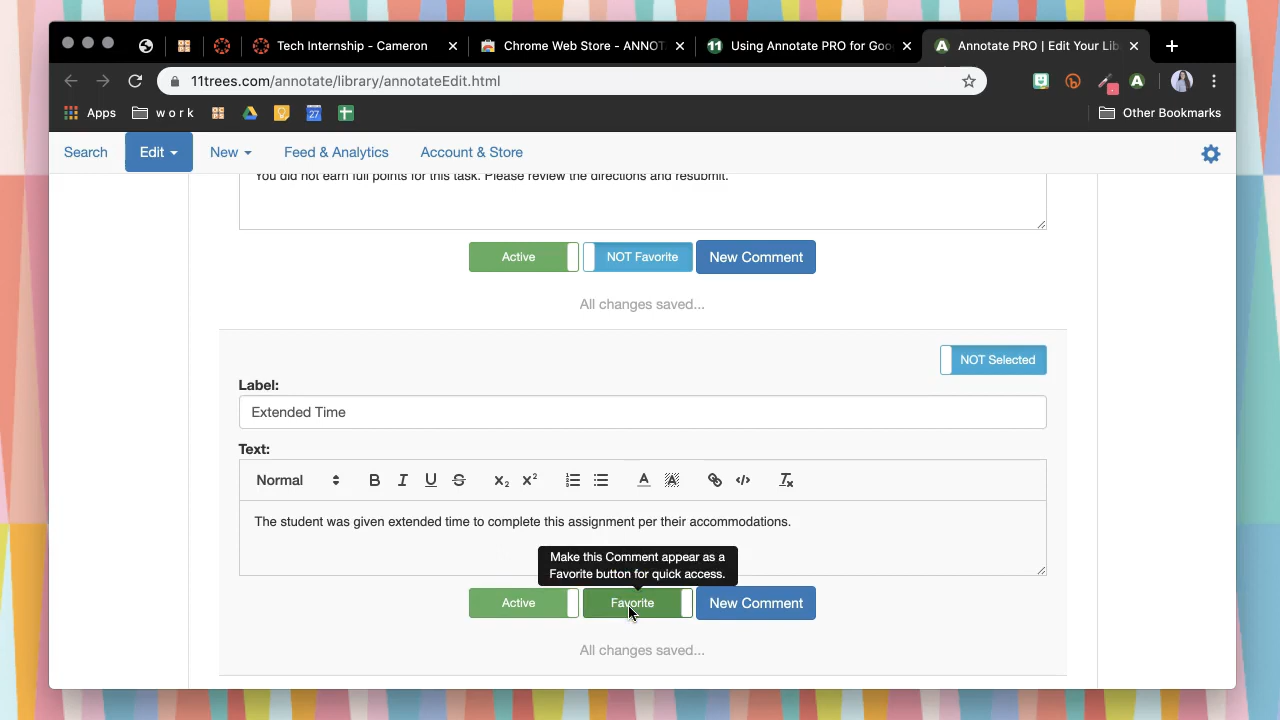 Tech Internship - Cameron
Chrome Web Store - ANNOT
11
Using Annotate PRO for Goo
A
Annotate PRO | Edit Your Lib
11trees.com/annotate/library/annotateEdit.html
A
Apps
w o r k
27
Other Bookmarks
Search
Edit
New
Feed & Analytics
Account & Store
You did not earn full points for this task. Please review the directions and resubmit.
Active
NOT Favorite
New Comment
All changes saved...
NOT Selected
Label:
Extended Time
Text:
Normal
B I U S X₂ X² A A </> Tx
The student was given extended time to complete this assignment per their accommodations.
Make this Comment appear as a
Favorite button for quick access.
Active
Favorite
New Comment
All changes saved...